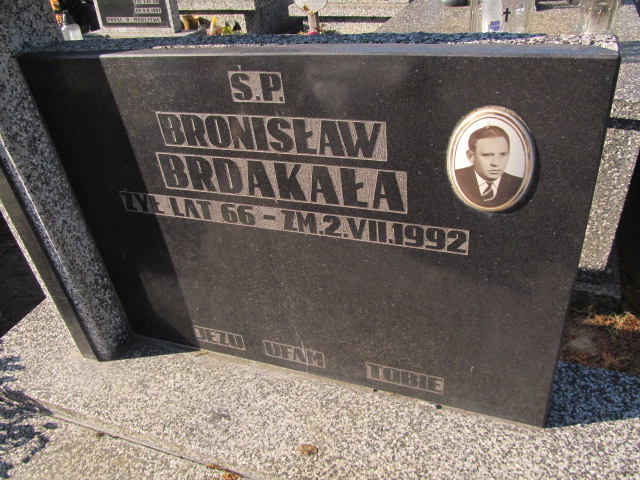 Ś.P.
BRONISŁAW
BRDAKAŁA
ŻYŁ LAT 66 - ZM.2.VII.1992
JEZU UFAM TOBIE